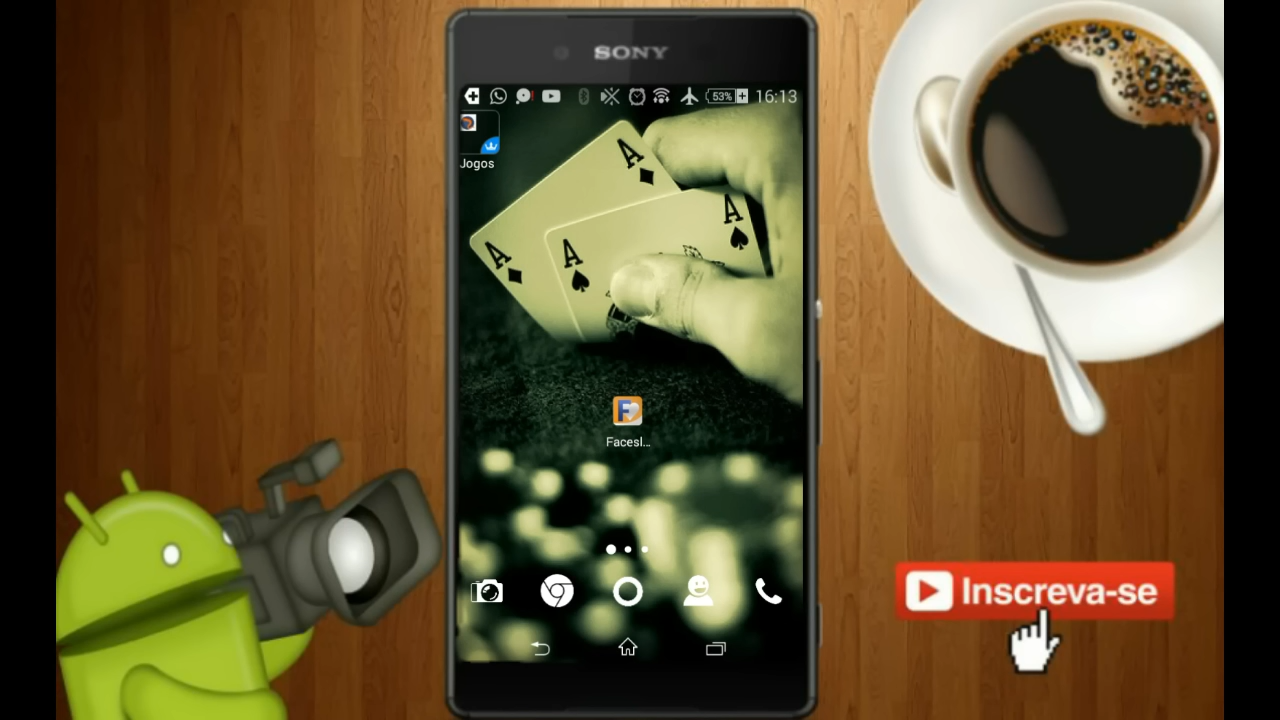 SONY
53% 16:13
Jogos
A
A
A
A
F
Facesl...
Inscreva-se